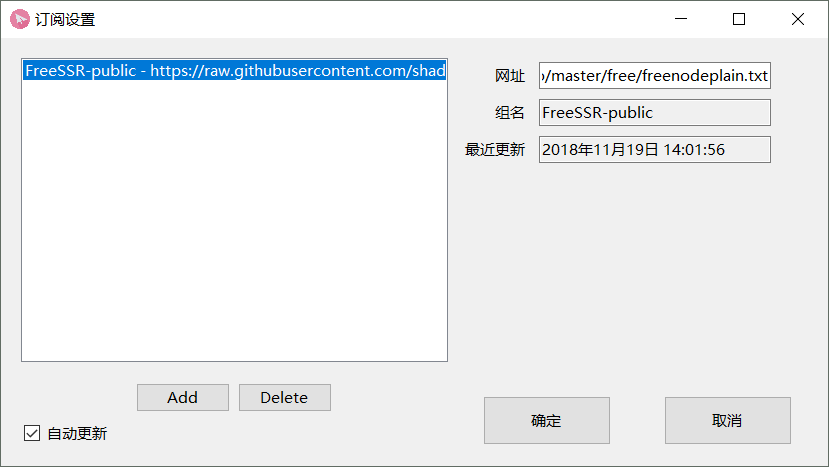 订阅设置
FreeSSR-public - https://raw.githubusercontent.com/shad
网址
/master/free/freenodeplain.txt
组名
FreeSSR-public
最近更新
2018年11月19日 14:01:56
Add
Delete
自动更新
确定
取消